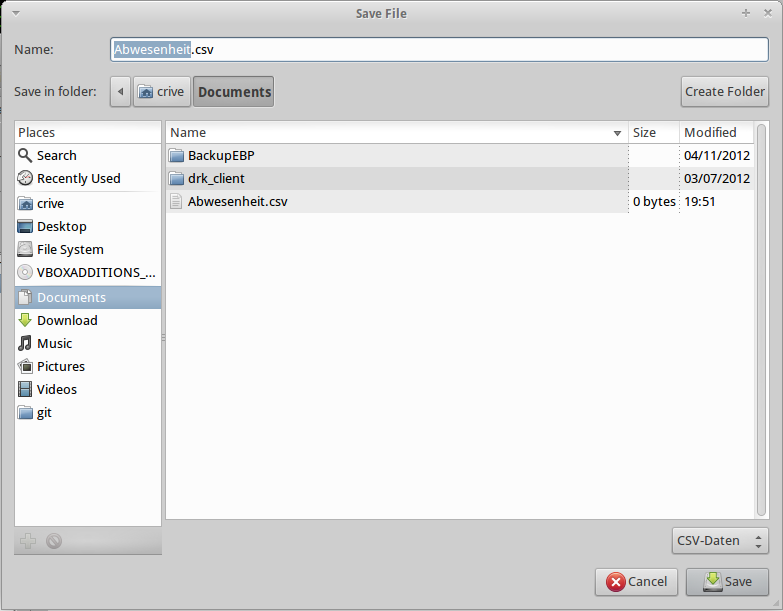 Save File
Name: Abwesenheit.csv
Save in folder: crive Documents Create Folder
Places
Search
Recently Used
crive
Desktop
File System
VBOXADDITIONS_...
Documents
Download
Music
Pictures
Videos
git
Name Size Modified
BackupEBP 04/11/2012
drk_client 03/07/2012
Abwesenheit.csv 0 bytes 19:51
CSV-Daten
Cancel Save